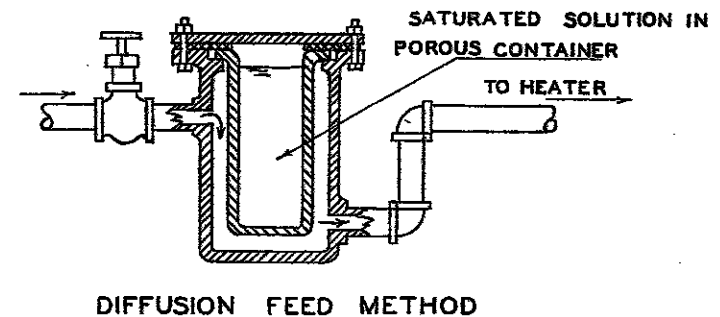 SATURATED SOLUTION IN
POROUS CONTAINER
TO HEATER
DIFFUSION FEED METHOD